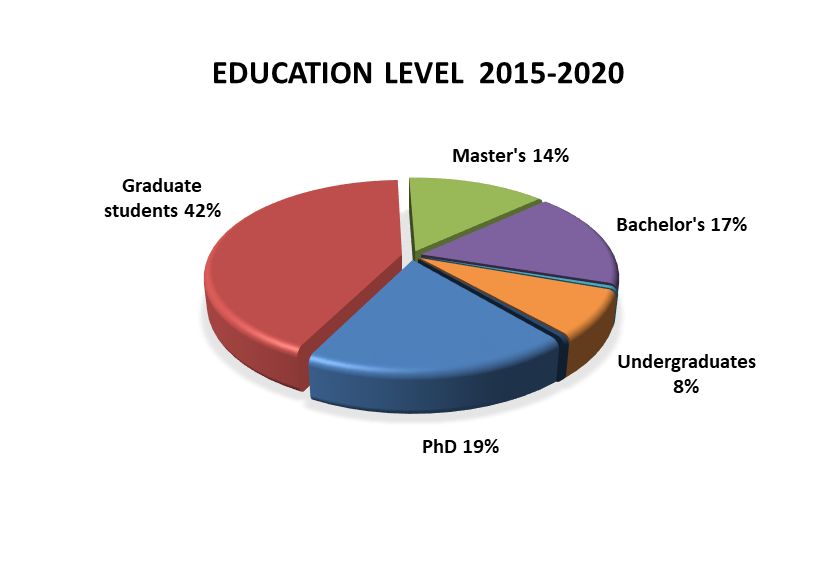 EDUCATION LEVEL  2015-2020
Master's 14%
Graduate
students 42%
Bachelor's 17%
Undergraduates
8%
PhD 19%